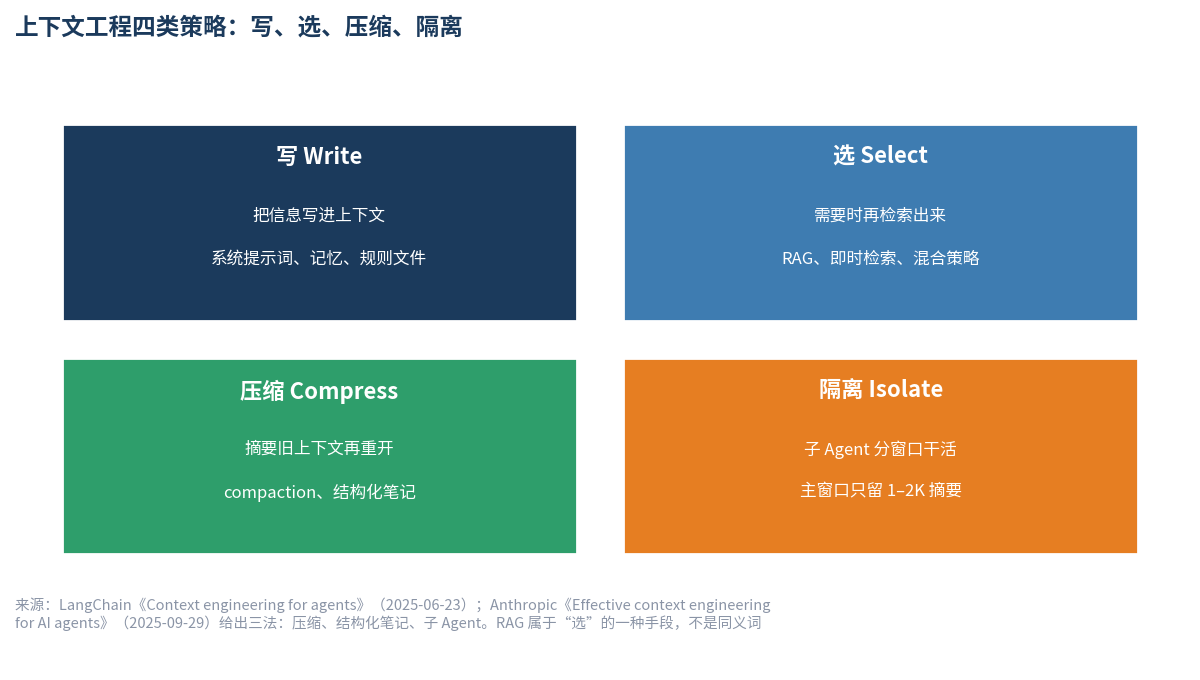 上下文工程四类策略：写、选、压缩、隔离
写 Write
把信息写进上下文
系统提示词、记忆、规则文件
选 Select
需要时再检索出来
RAG、即时检索、混合策略
压缩 Compress
摘要旧上下文再重开
compaction、结构化笔记
隔离 Isolate
子 Agent 分窗口干活
主窗口只留 1–2K 摘要
来源：LangChain《Context engineering for agents》（2025-06-23）；Anthropic《Effective context engineering
for AI agents》（2025-09-29）给出三法：压缩、结构化笔记、子 Agent。RAG 属于“选”的一种手段，不是同义词